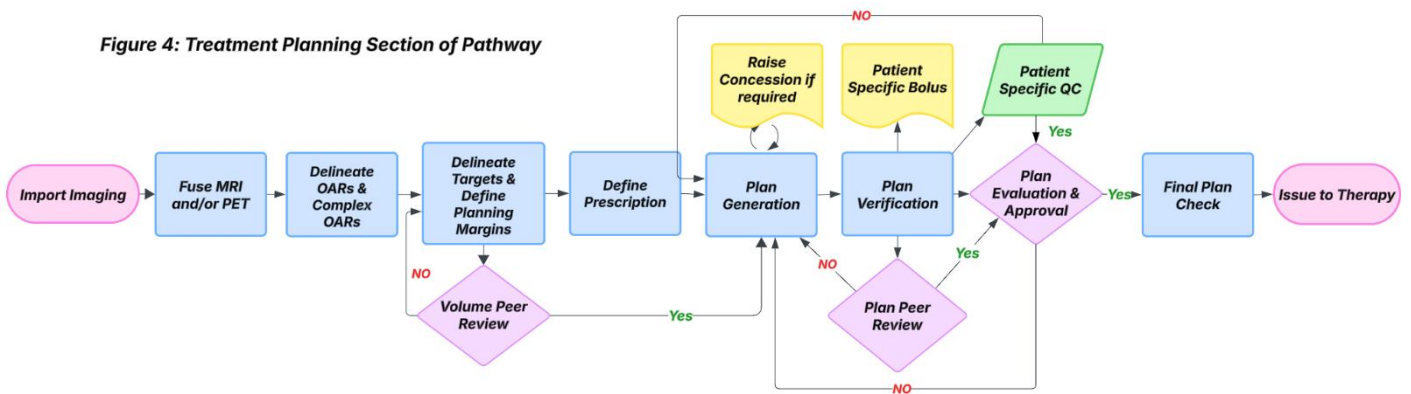 Figure 4: Treatment Planning Section of Pathway
NO
Raise
Concession if
required
Patient
Specific Bolus
Patient
Specific QC
Yes
Import Imaging
Fuse MRI
and/or PET
Delineate
OARs &
Complex
OARs
Delineate
Targets &
Define
Planning
Margins
Define
Prescription
Plan
Generation
Plan
Verification
Plan
Evaluation &
Approval
Yes
Final Plan
Check
Issue to Therapy
NO
Volume Peer
Review
Yes
NO
Plan Peer
Review
Yes
NO